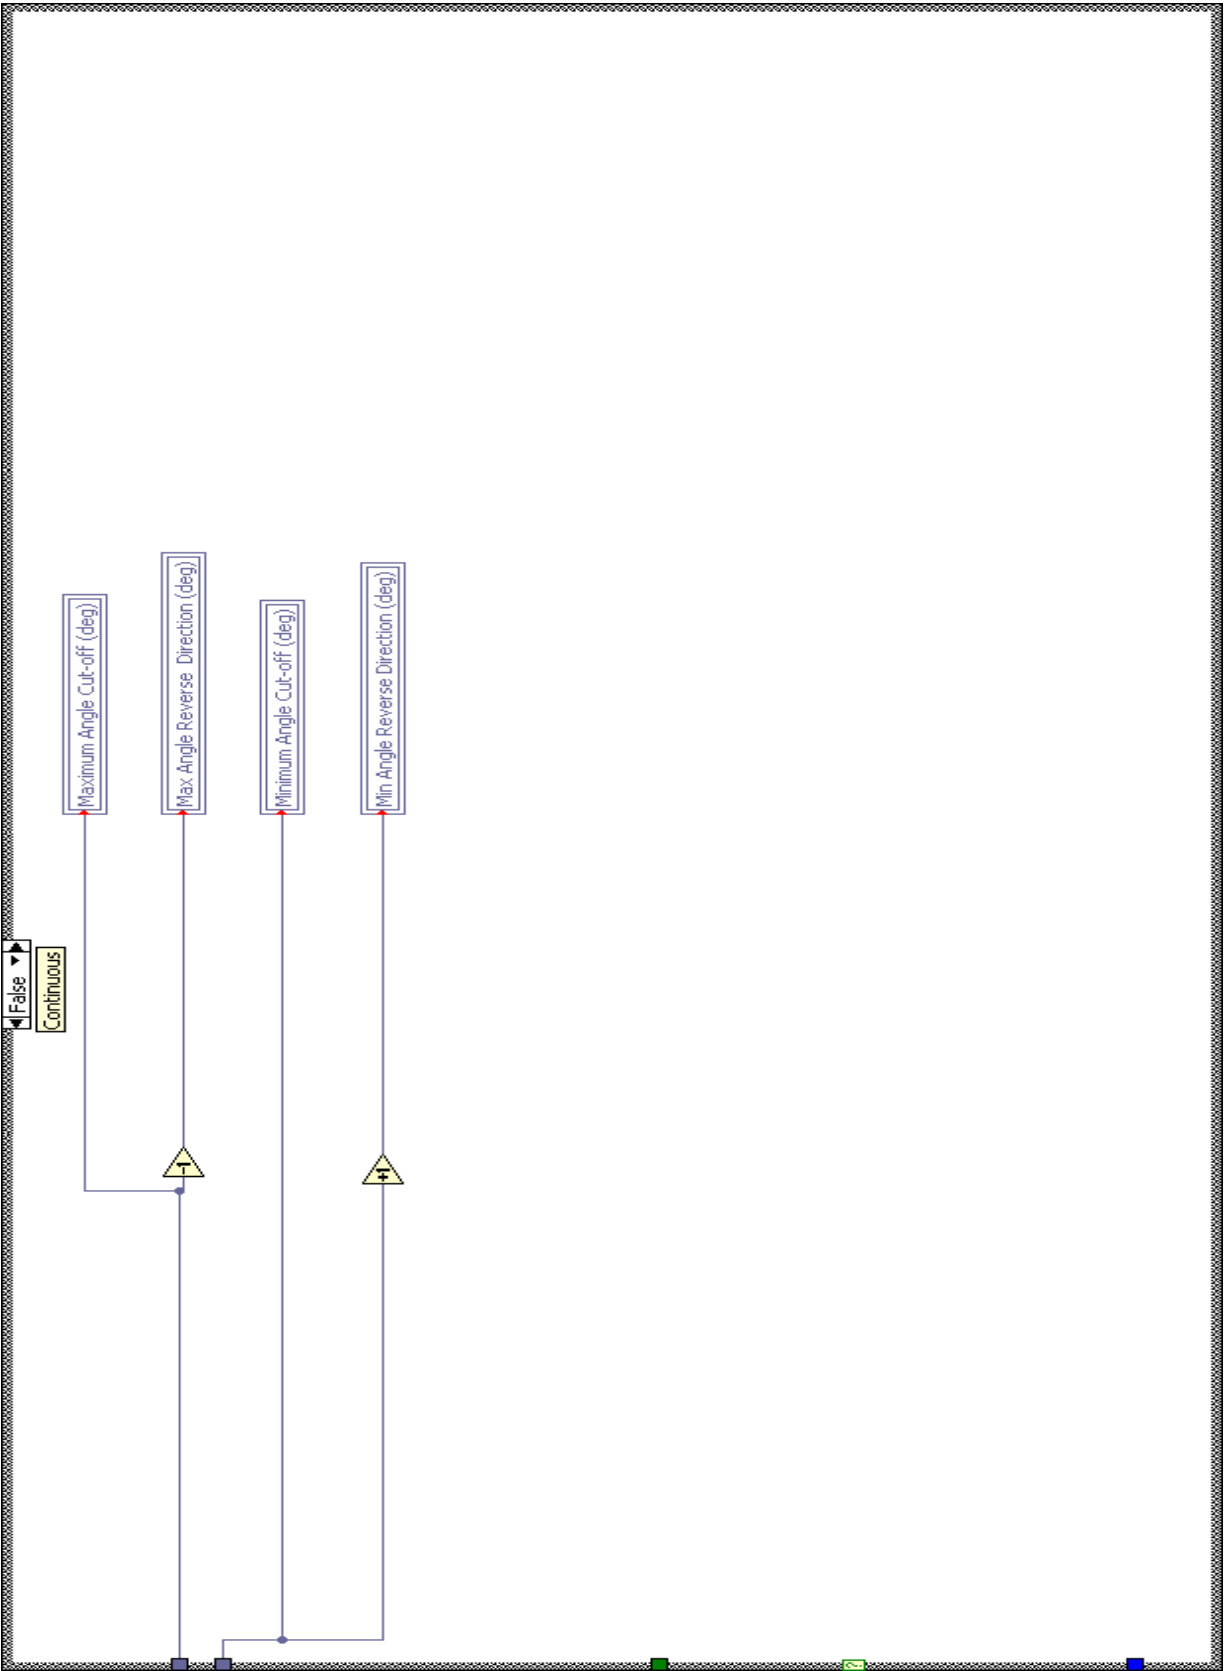 False
Continuous
Maximum Angle Cut-off (deg)
-1
Max Angle Reverse  Direction (deg)
Minimum Angle Cut-off (deg)
+1
Min Angle Reverse Direction (deg)
?